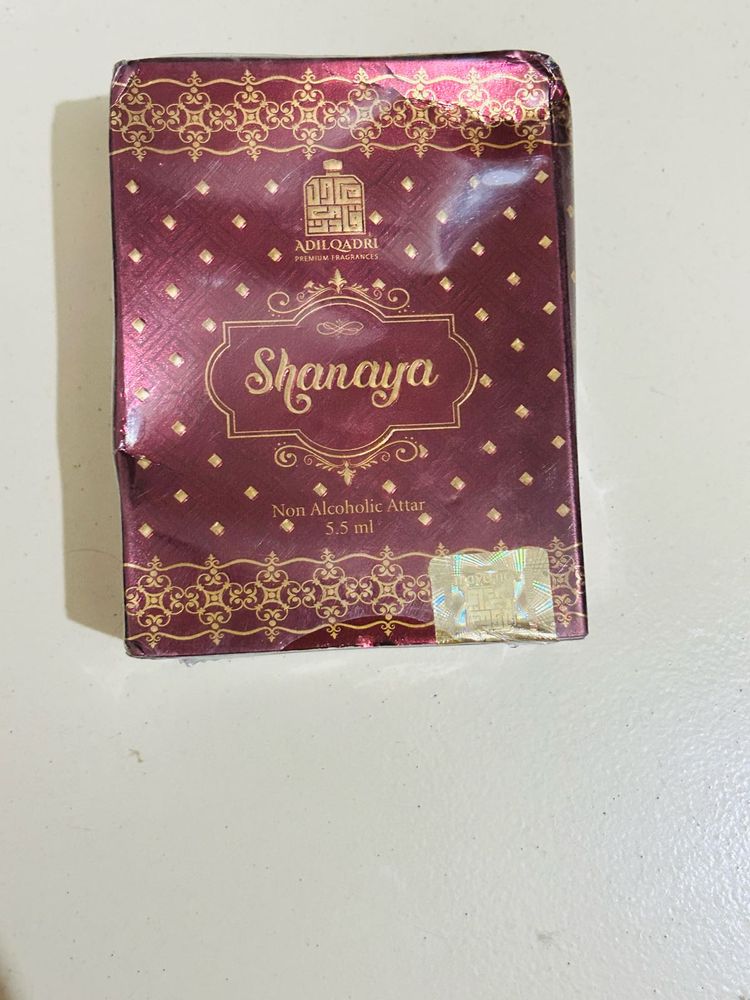 ADILQADRI
PREMIUM FRAGRANCES
Shanaya
Non Alcoholic Attar
5.5 ml